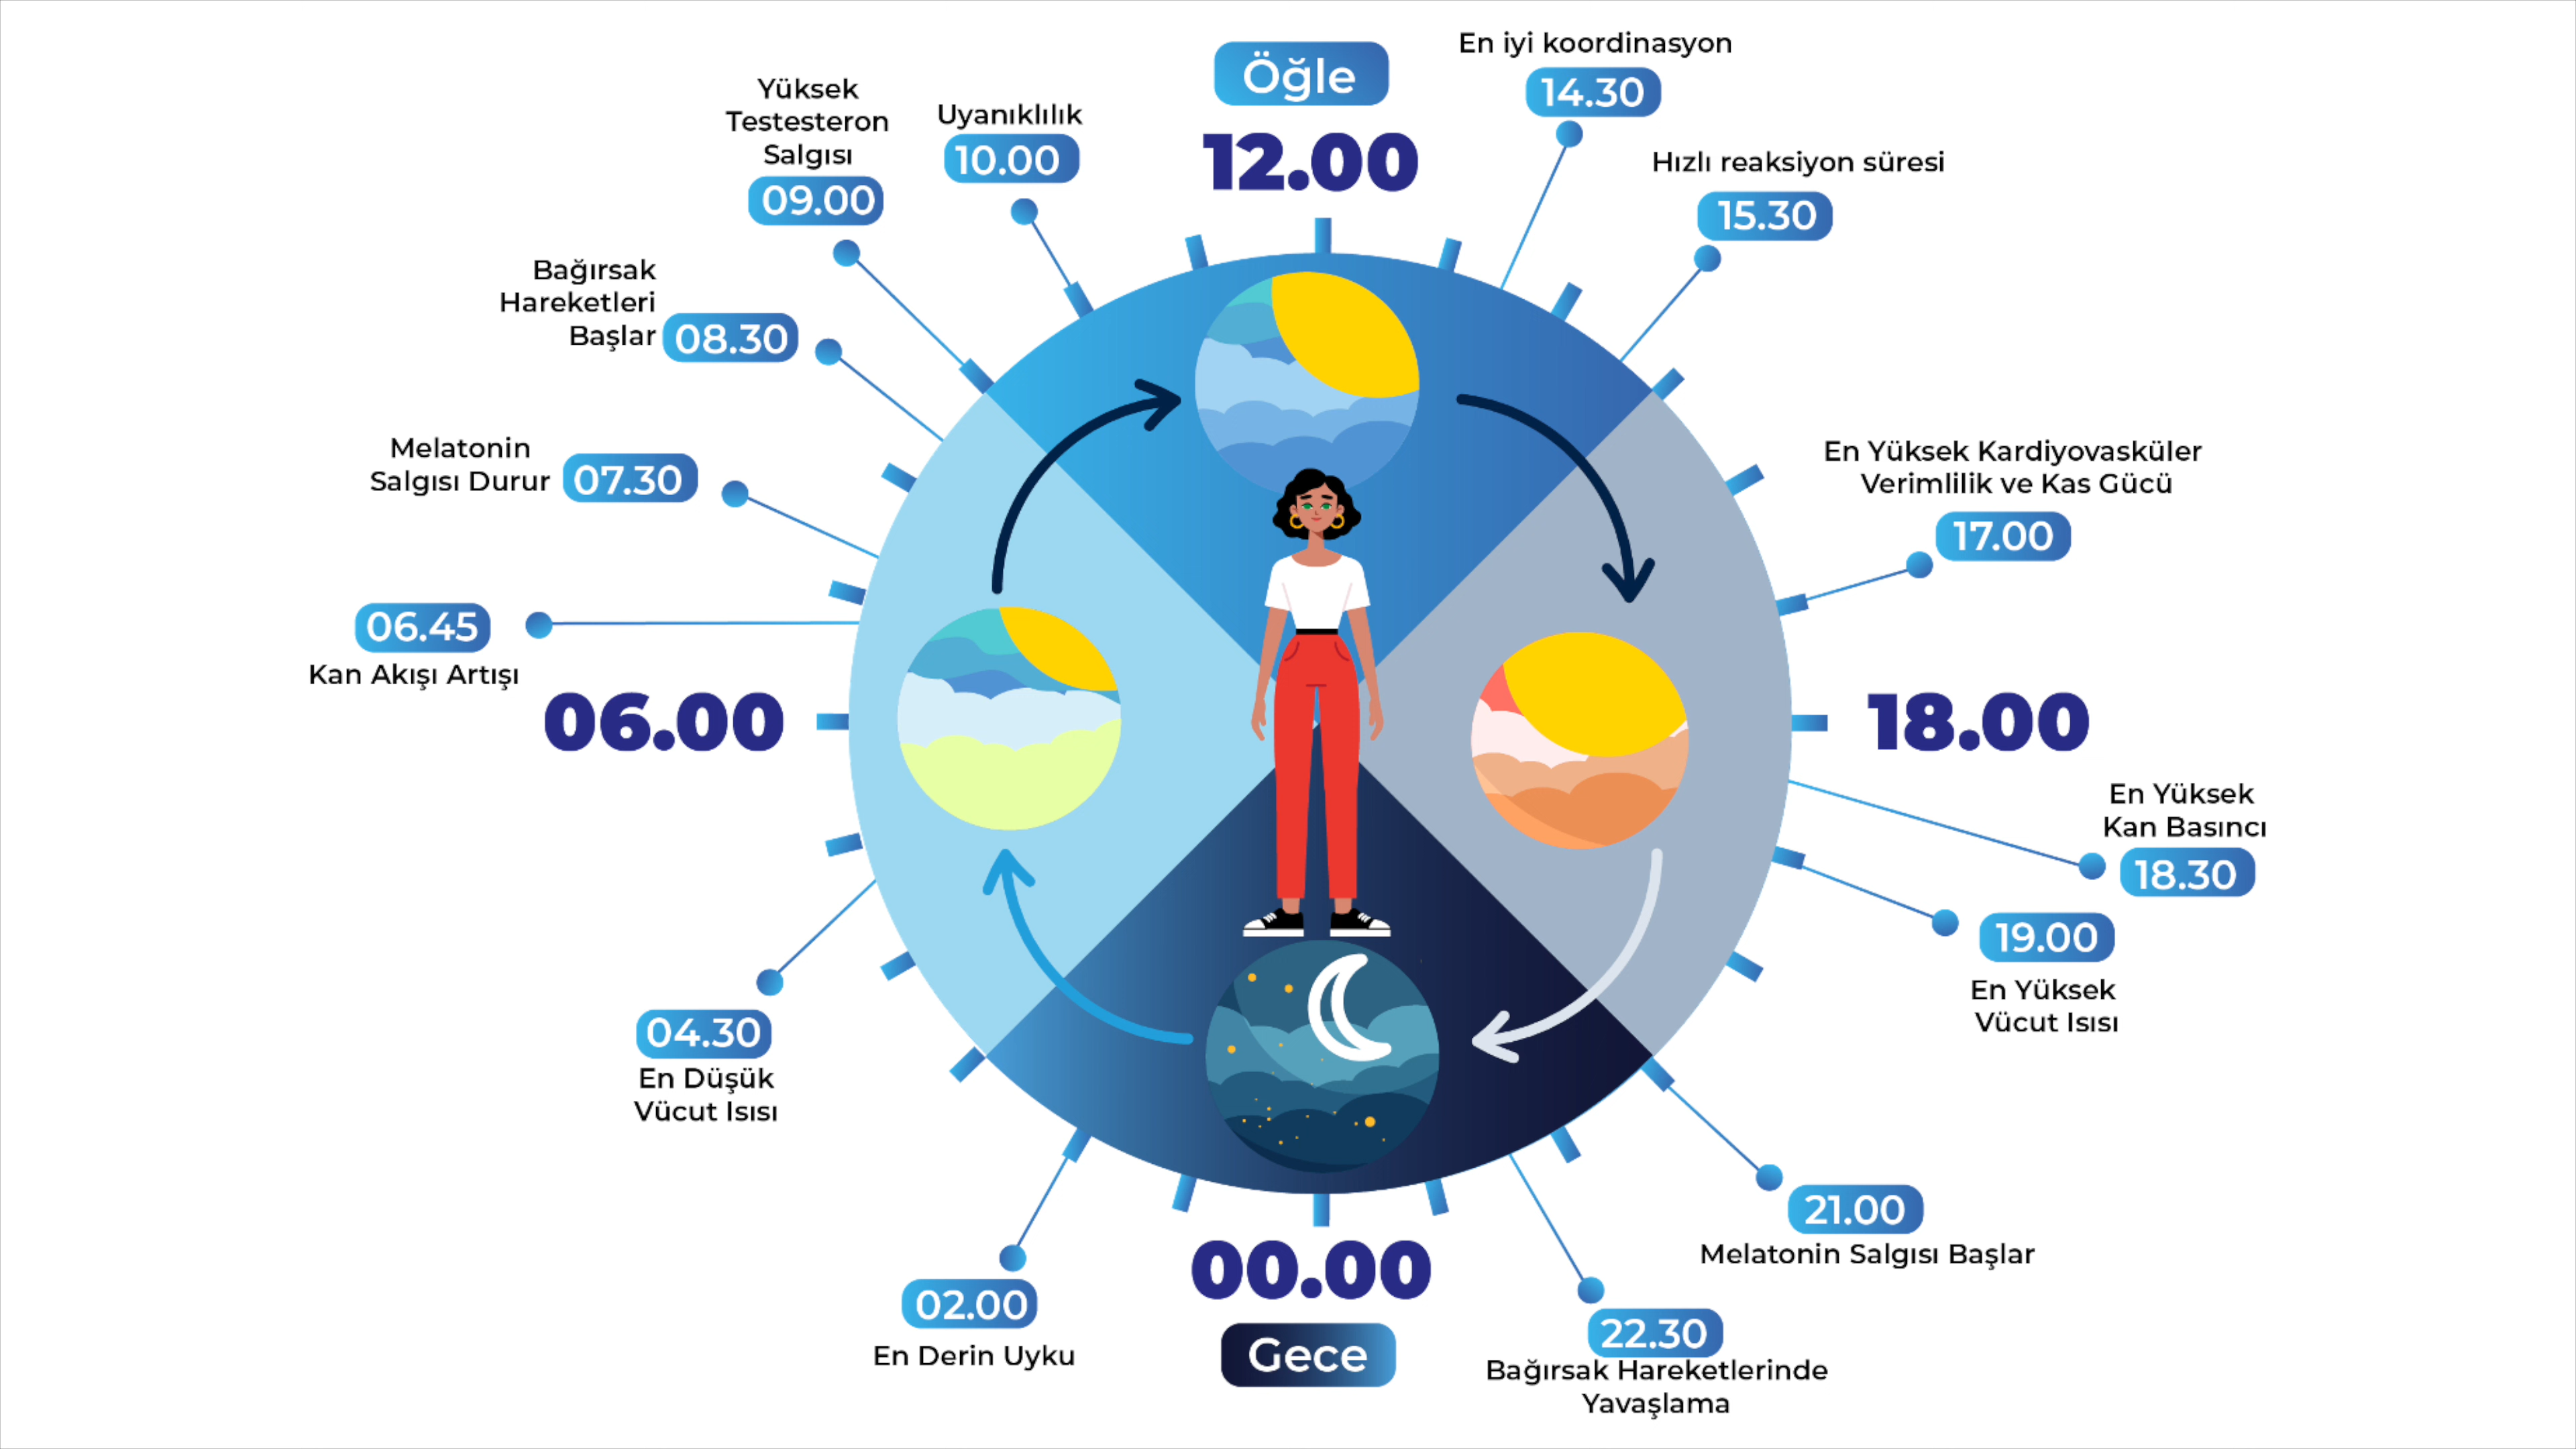 Öğle
12.00
En iyi koordinasyon
14.30
Hızlı reaksiyon süresi
15.30
En Yüksek Kardiyovasküler
Verimlilik ve Kas Gücü
17.00
18.00
En Yüksek
Kan Basıncı
18.30
19.00
En Yüksek
Vücut Isısı
21.00
Melatonin Salgısı Başlar
22.30
Bağırsak Hareketlerinde
Yavaşlama
00.00
Gece
02.00
En Derin Uyku
04.30
En Düşük
Vücut Isısı
06.00
06.45
Kan Akışı Artışı
Melatonin
Salgısı Durur
07.30
Bağırsak
Hareketleri
Başlar
08.30
Yüksek
Testesteron
Salgısı
09.00
Uyanıklılık
10.00